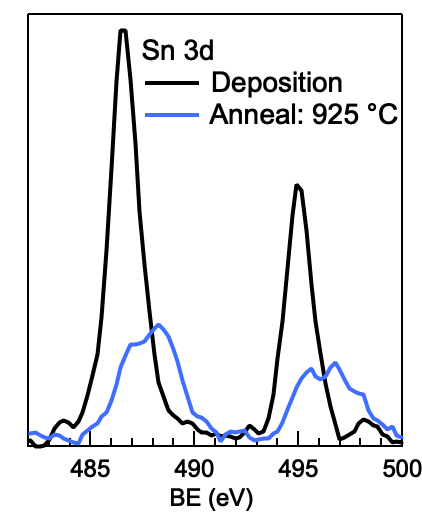 Sn 3d
Deposition
Anneal: 925 °C
485 490 495 500
BE (eV)